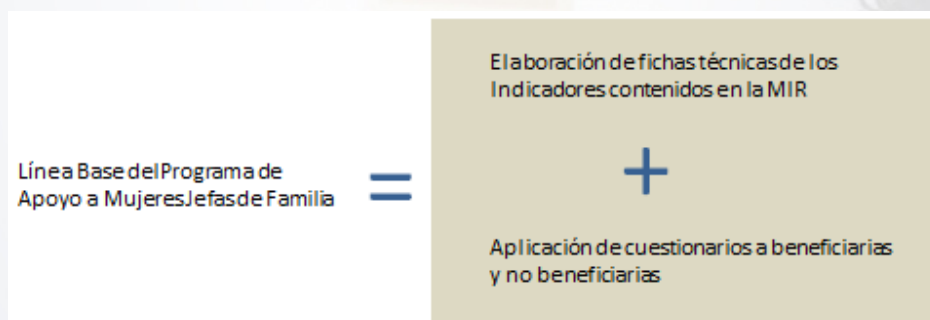 Elaboración de fichas técnicas de los
Indicadores contenidos en la MIR
Línea Base del Programa de
Apoyo a Mujeres Jefas de Familia
=
+
Aplicación de cuestionarios a beneficiarias
y no beneficiarias